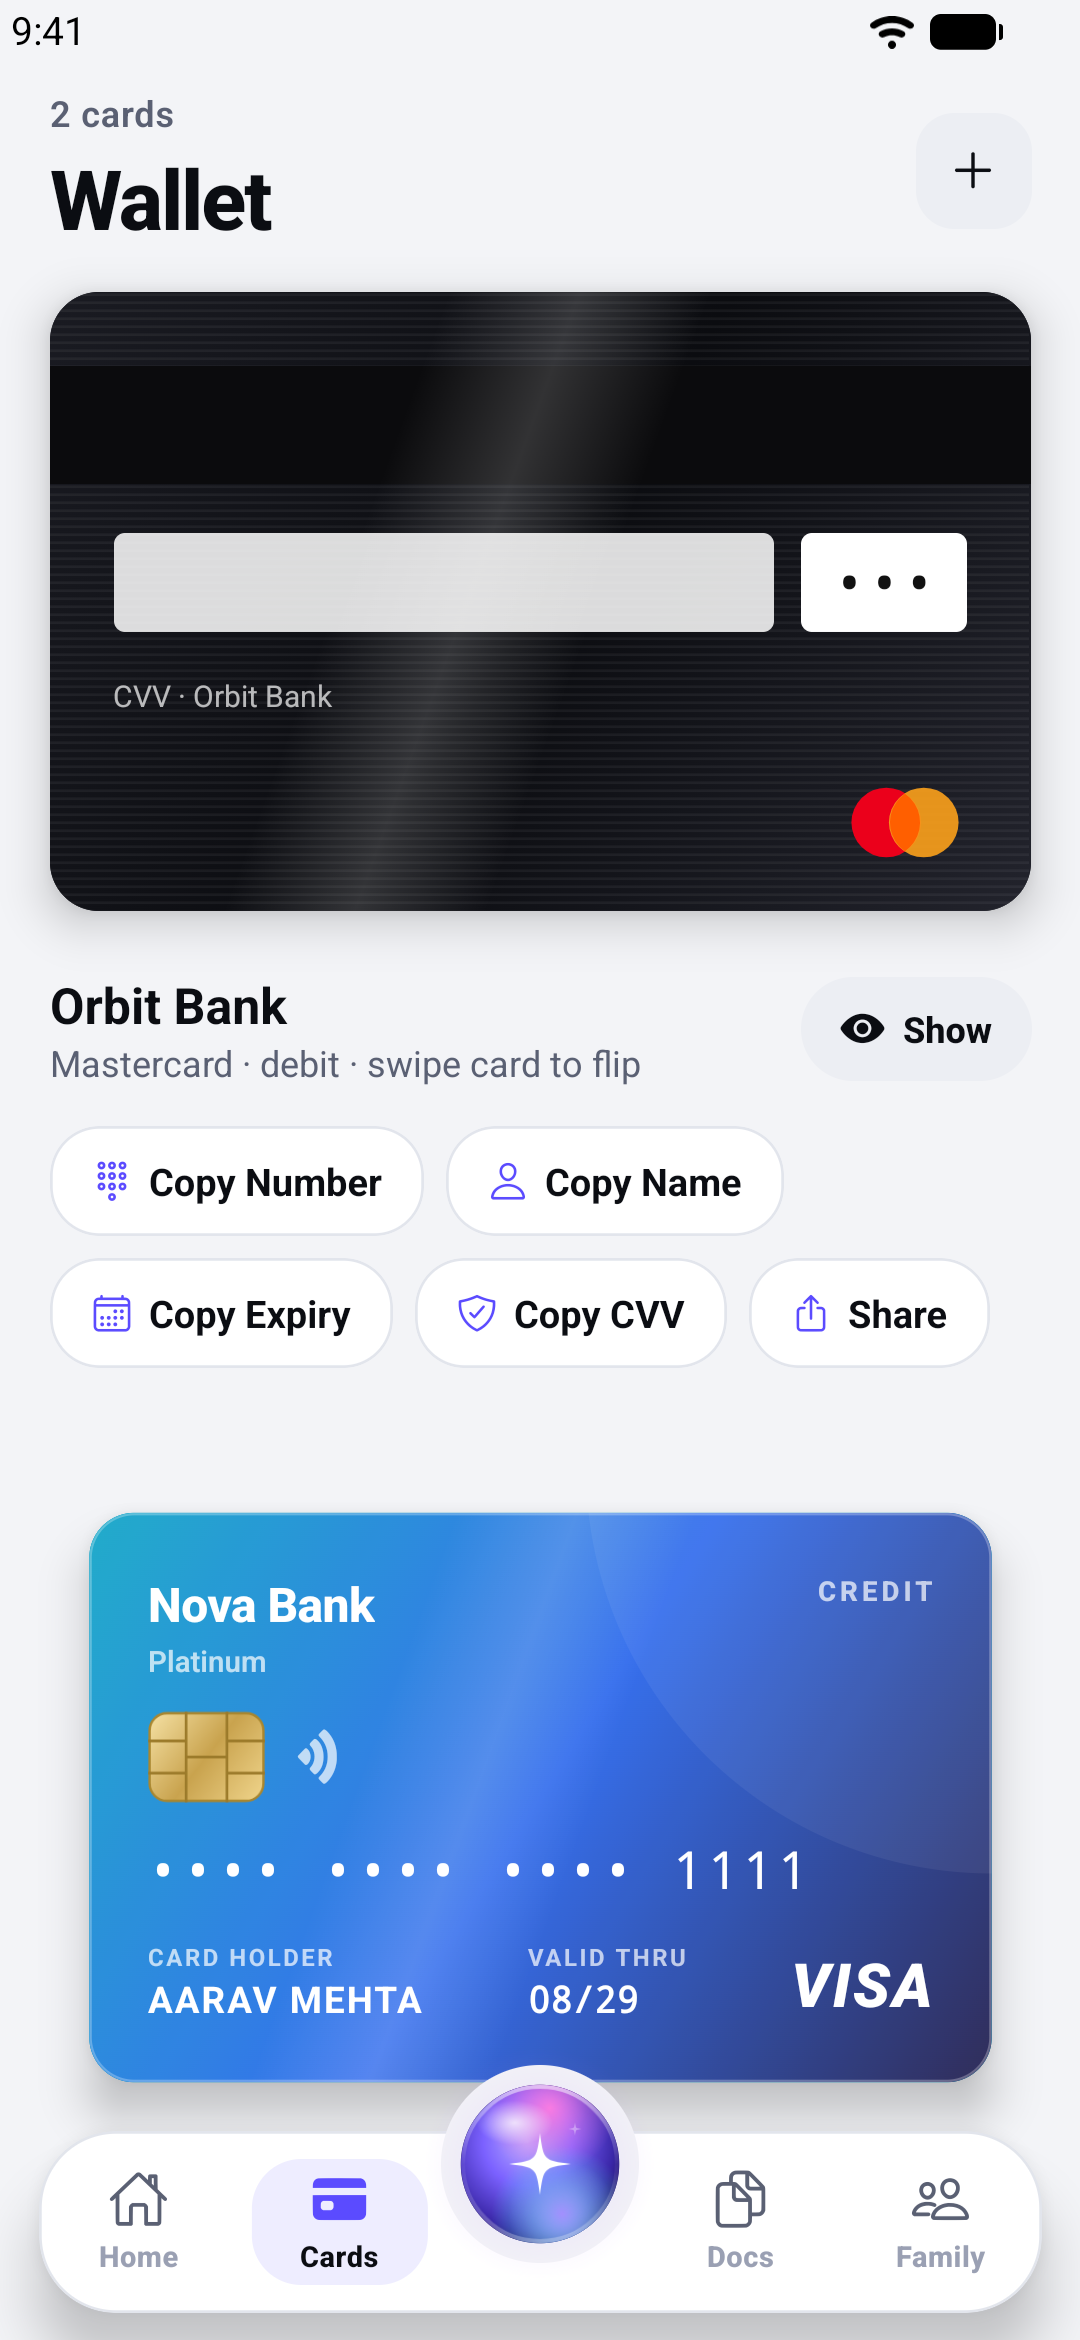 9:41
2 cards
Wallet
•••
CVV · Orbit Bank
Orbit Bank
Mastercard · debit · swipe card to flip
Show
Copy Number
Copy Name
Copy Expiry
Copy CVV
Share
Nova Bank
CREDIT
Platinum
•••• •••• •••• 1111
CARD HOLDER
VALID THRU
AARAV MEHTA
08/29
VISA
Home
Cards
Docs
Family